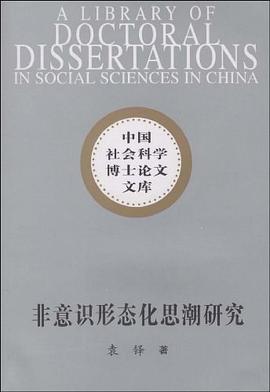 A LIBRARY OF
DOCTORAL
DISSERTATIONS
IN SOCIAL SCIENCES IN CHINA
中国
社会科学
博士论文
文库
非意识形态化思潮研究
袁铎 著